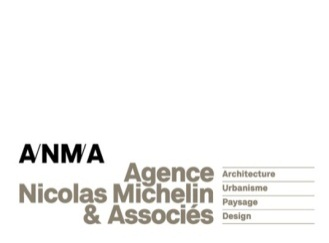 A/NM/A
Agence
Nicolas Michelin
& Associés
Architecture
Urbanisme
Paysage
Design